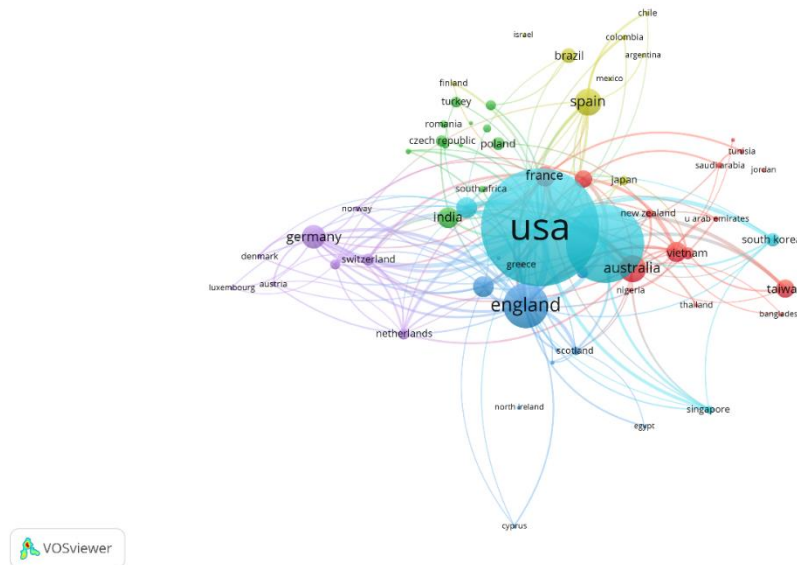 chile
israel
colombia
brazil
argentina
mexico
finland
turkey
spain
romania
czech republic
poland
tunisia
saudi arabia
jordan
france
japan
south africa
norway
india
new zealand
u arab emirates
usa
germany
south korea
denmark
switzerland
greece
australia
vietnam
luxembourg
austria
nigeria
taiwa
england
thailand
banglades
netherlands
scotland
north ireland
singapore
egypt
cyprus
VOSviewer